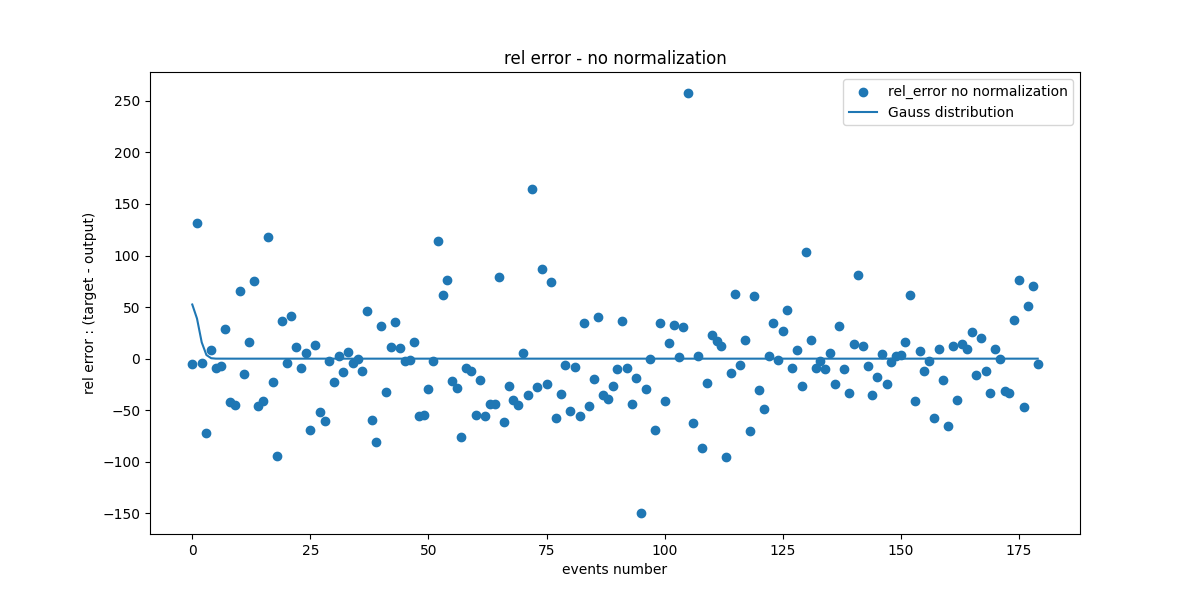 rel error - no normalization
rel_error no normalization
Gauss distribution
250
200
150
100
50
0
−50
−100
−150
rel error : (target - output)
0 25 50 75 100 125 150 175
events number